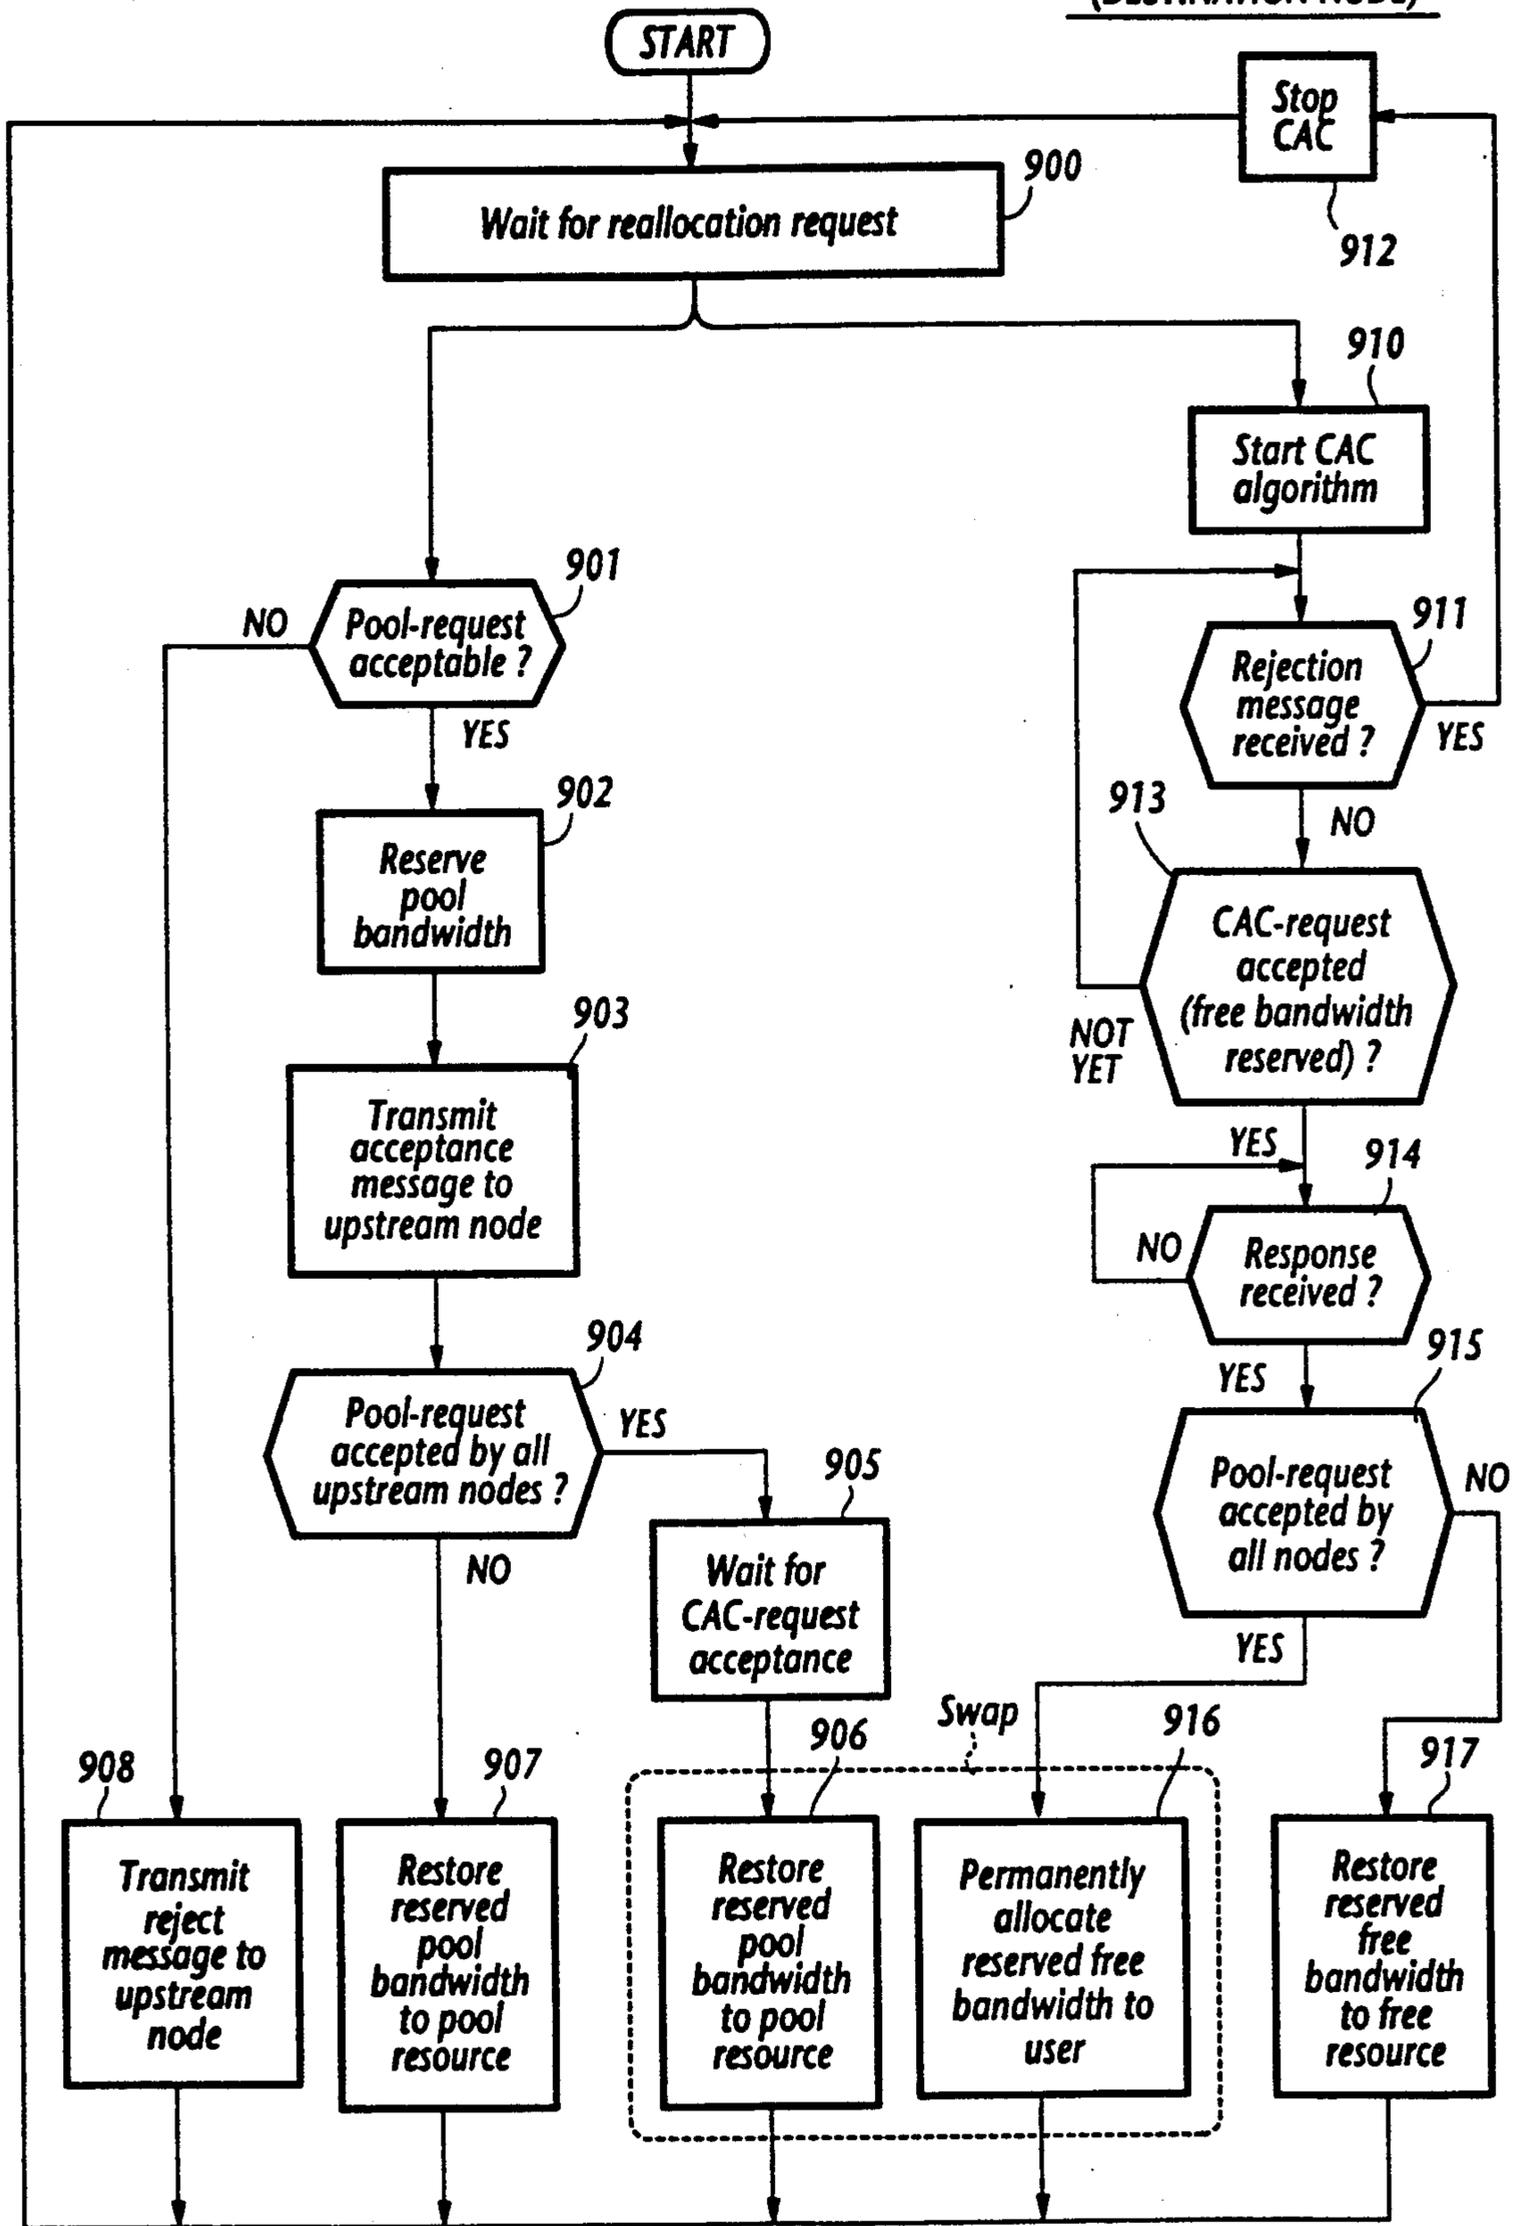 (DESTINATION NODE)
START
Stop
CAC
912
900
Wait for reallocation request
910
Start CAC
algorithm
901
NO
Pool-request
acceptable ?
YES
911
Rejection
message
received ?
YES
NO
902
Reserve
pool
bandwidth
913
CAC-request
accepted
(free bandwidth
reserved) ?
NOT
YET
YES
903
Transmit
acceptance
message to
upstream node
914
NO
Response
received ?
YES
904
Pool-request
accepted by all
upstream nodes ?
YES
NO
915
Pool-request
accepted by
all nodes ?
NO
YES
905
Wait for
CAC-request
acceptance
Swap
908
Transmit
reject
message to
upstream
node
907
Restore
reserved
pool
bandwidth
to pool
resource
906
Restore
reserved
pool
bandwidth
to pool
resource
916
Permanently
allocate
reserved free
bandwidth to
user
917
Restore
reserved
free
bandwidth
to free
resource